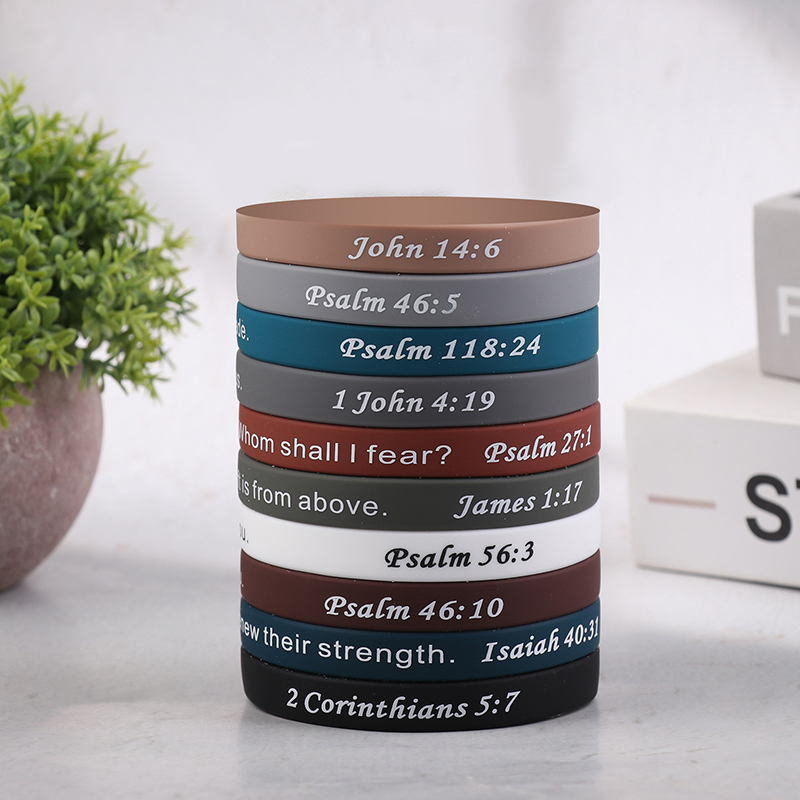 John 14:6
Psalm 46:5
Psalm 118:24
1 John 4:19
Whom shall I fear? Psalm 27:1
is from above. James 1:17
Psalm 56:3
Psalm 46:10
their strength. Isaiah 40:31
2 Corinthians 5:7